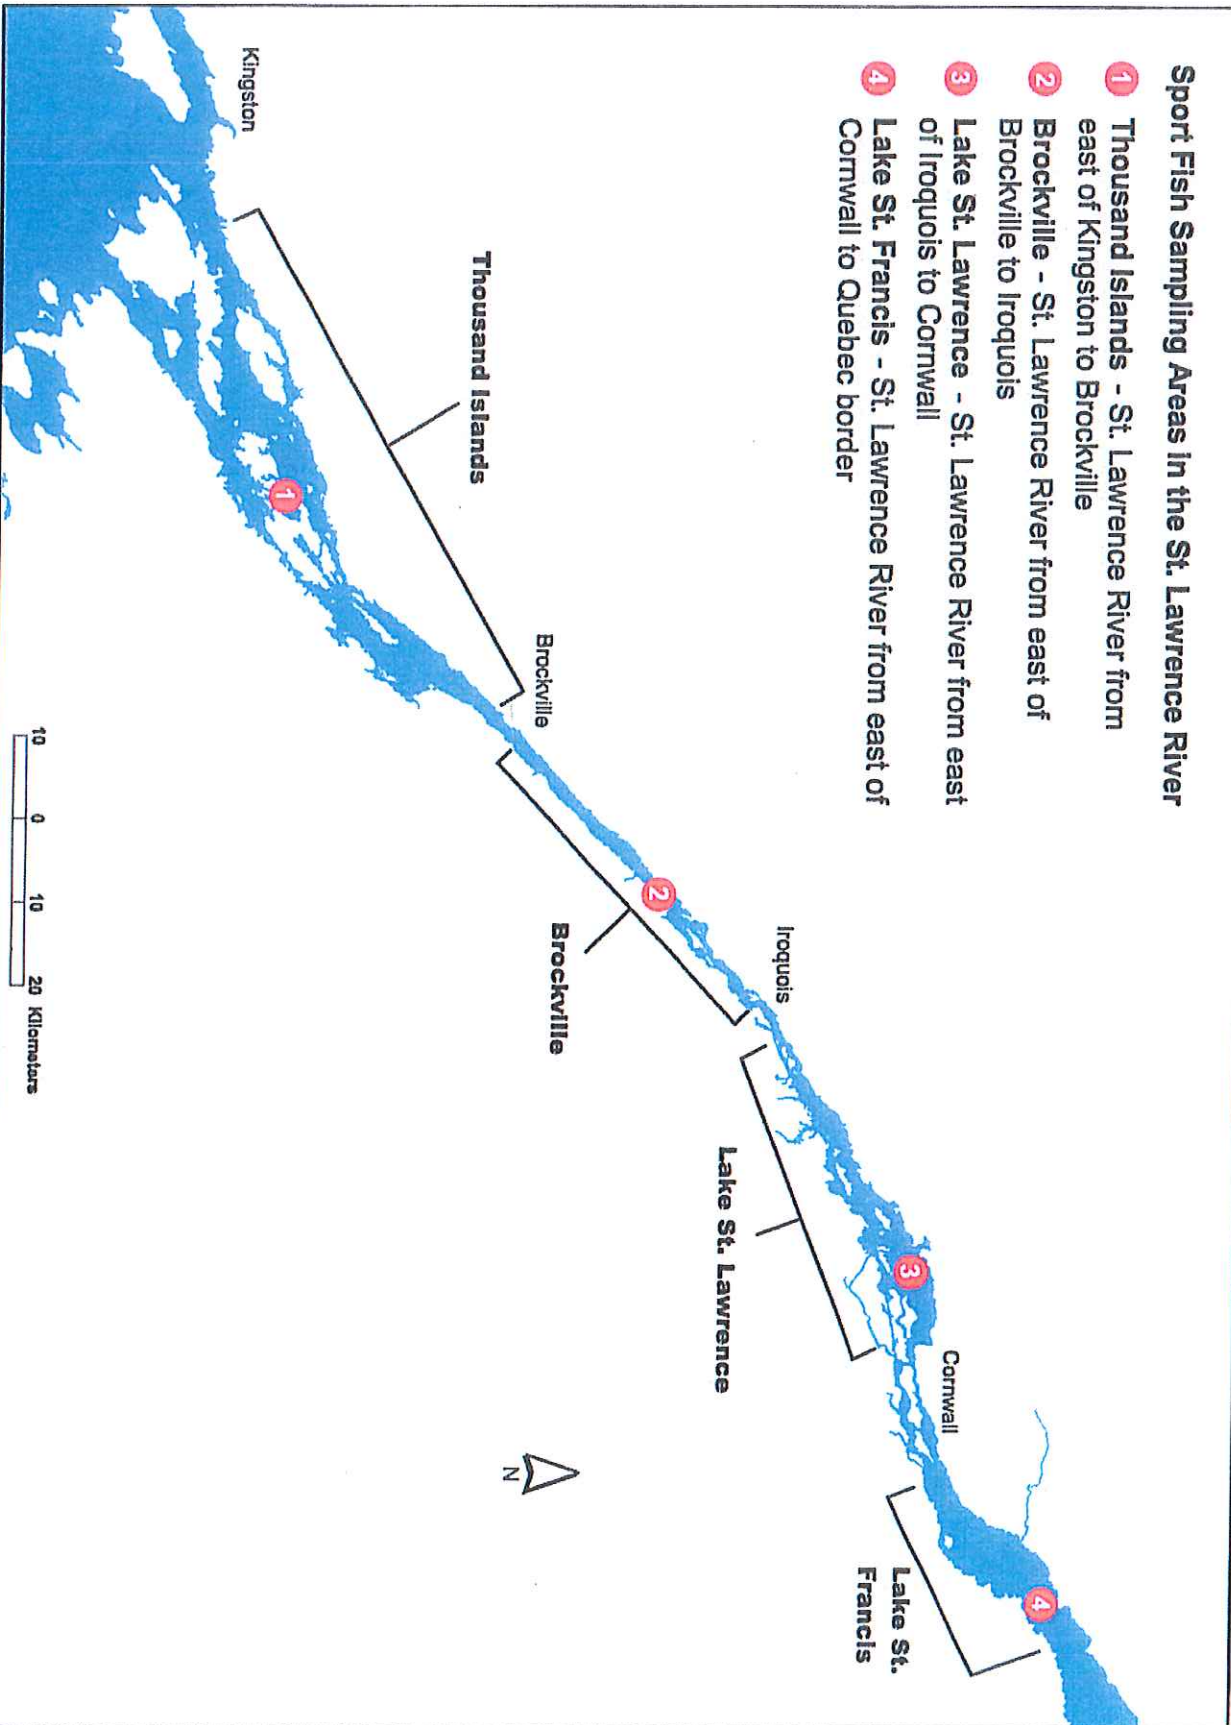 Sport Fish Sampling Areas in the St. Lawrence River
1 Thousand Islands - St. Lawrence River from
east of Kingston to Brockville
2 Brockville - St. Lawrence River from east of
Brockville to Iroquois
3 Lake St. Lawrence - St. Lawrence River from east
of Iroquois to Cornwall
4 Lake St. Francis - St. Lawrence River from east of
Cornwall to Quebec border
Kingston
Thousand Islands
1
Brockville
2
Brockville
Iroquois
Lake St. Lawrence
3
Cornwall
Lake St.
Francis
4
N
10 0 10 20 Kilometers